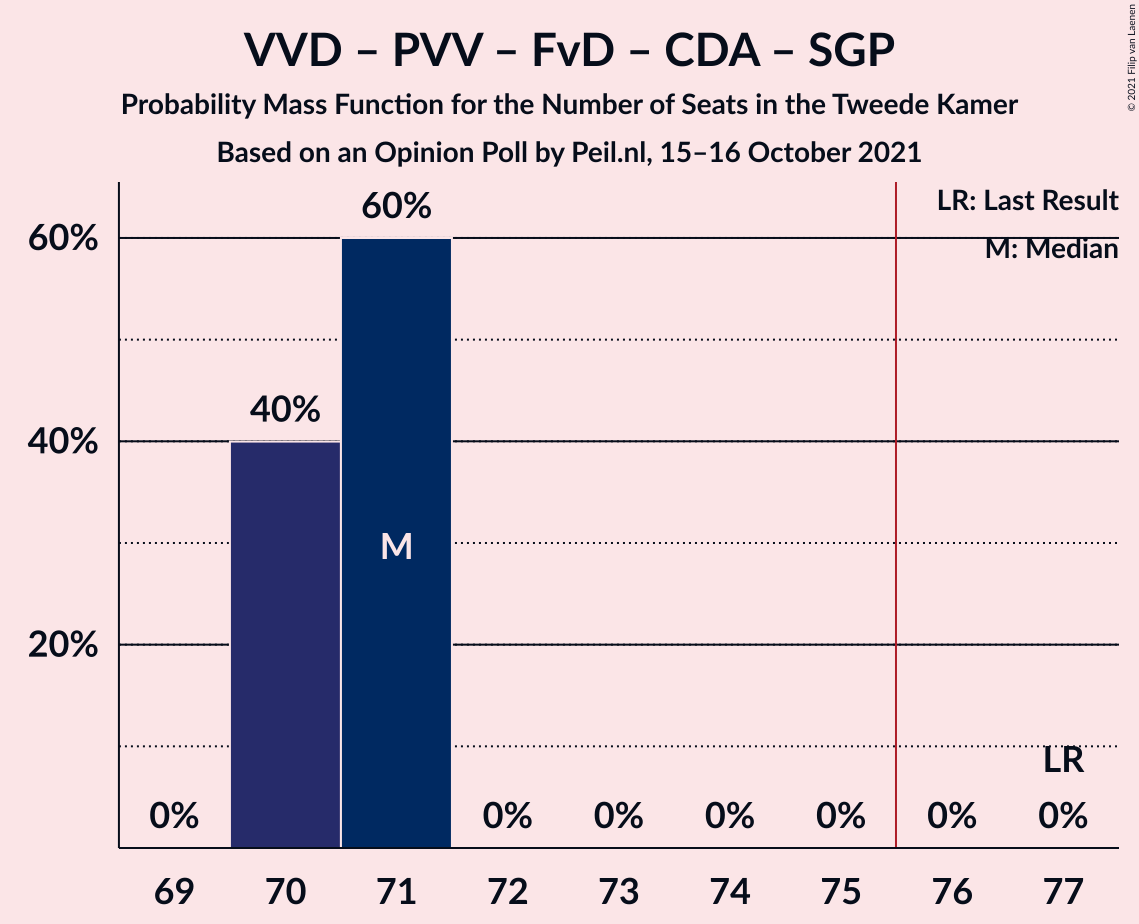 VVD – PVV – FvD – CDA – SGP
Probability Mass Function for the Number of Seats in the Tweede Kamer
Based on an Opinion Poll by Peil.nl, 15–16 October 2021
© 2021 Filip van Laenen
LR: Last Result
M: Median
60%
40%
20%
0%
40%
60%
M
0%
0%
0%
0%
0%
LR
0%
69 70 71 72 73 74 75 76 77